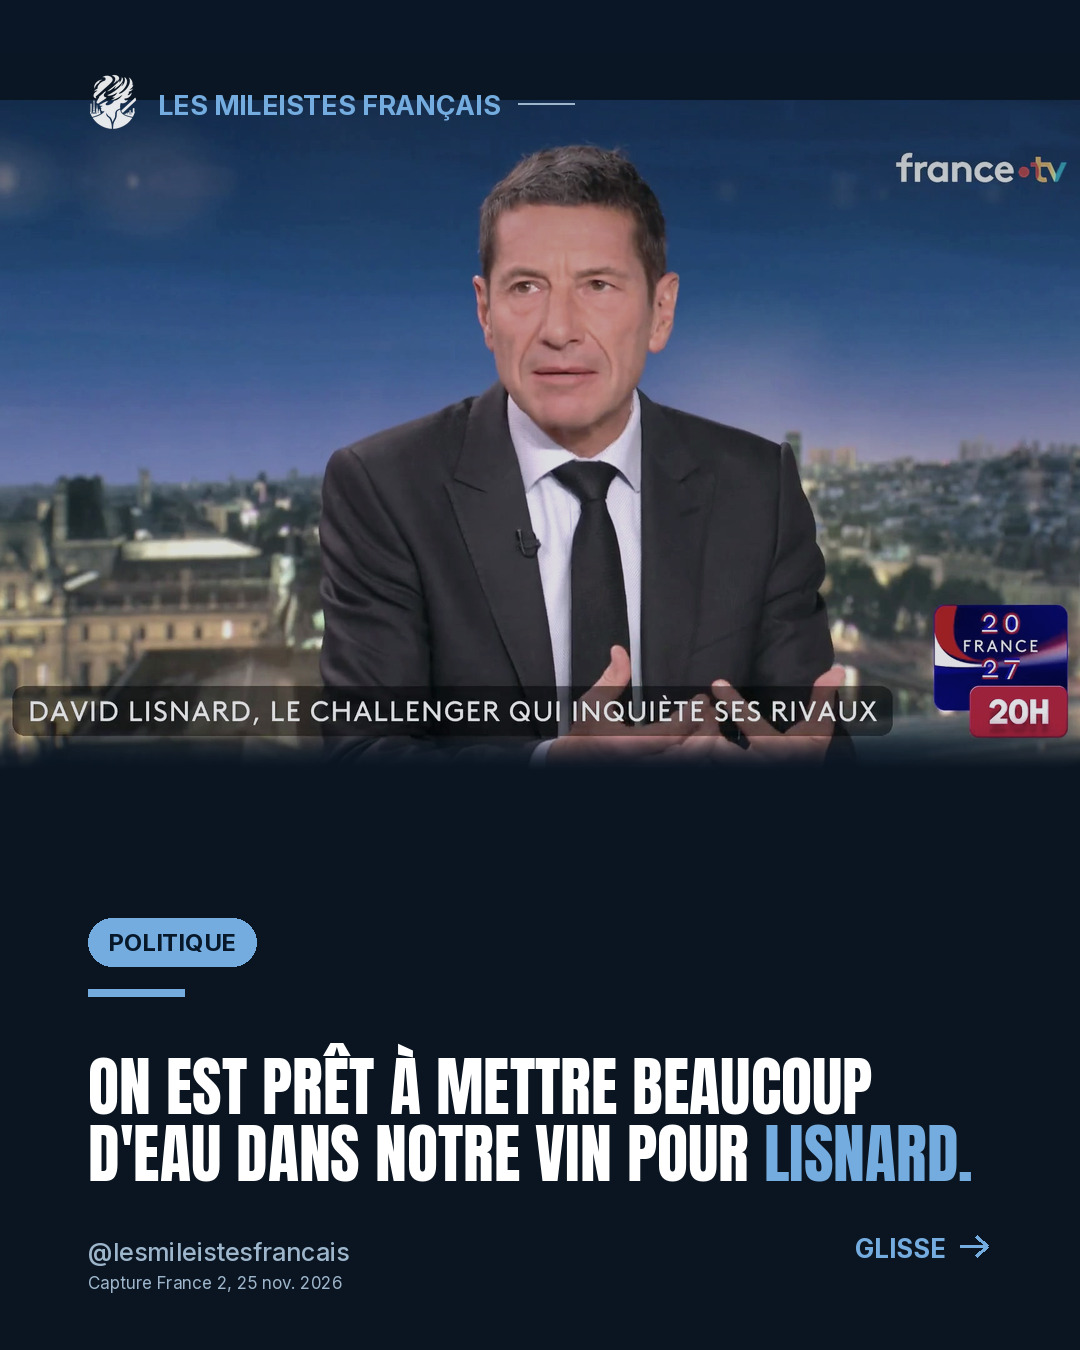 LES MILEISTES FRANÇAIS
france•tv
20
FRANCE
27
20H
DAVID LISNARD, LE CHALLENGER QUI INQUIÈTE SES RIVAUX
POLITIQUE
ON EST PRÊT À METTRE BEAUCOUP
D'EAU DANS NOTRE VIN POUR LISNARD.
@lesmileistesfrancais
GLISSE →
Capture France 2, 25 nov. 2026